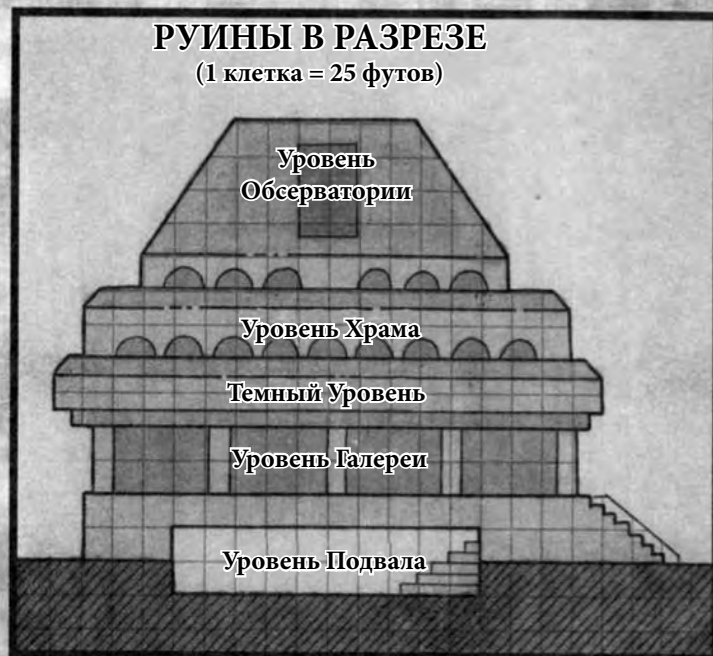 РУИНЫ В РАЗРЕЗЕ
(1 клетка = 25 футов)
Уровень
Обсерватории
Уровень Храма
Темный Уровень
Уровень Галереи
Уровень Подвала